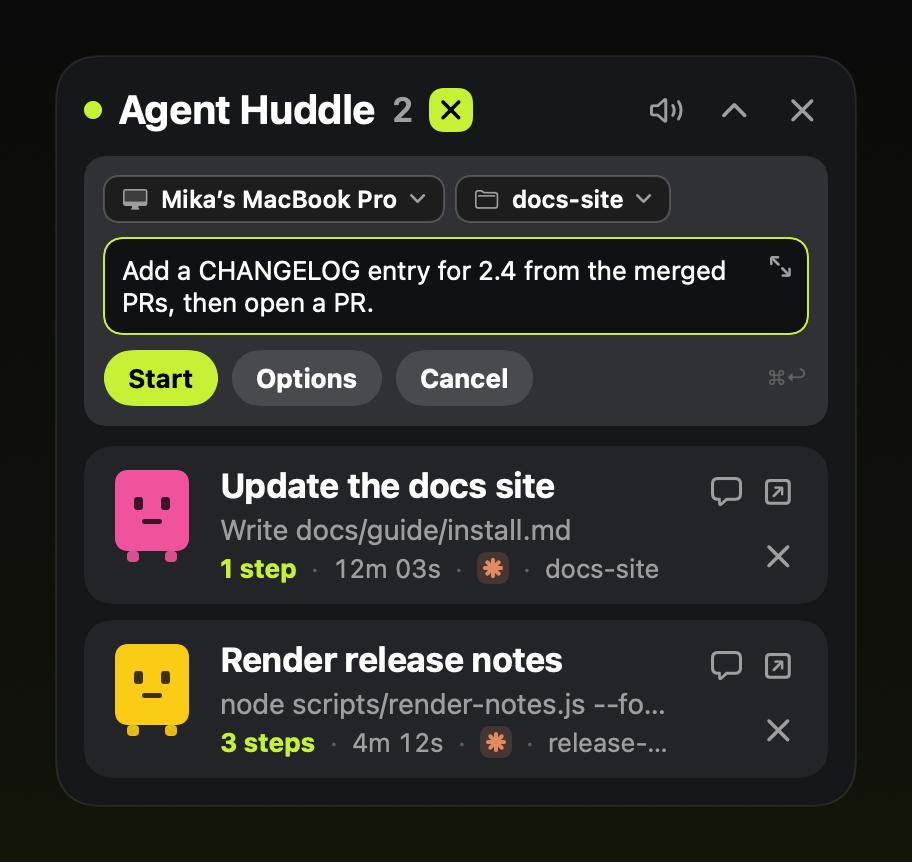 Agent Huddle 2
Mika’s MacBook Pro
docs-site
Add a CHANGELOG entry for 2.4 from the merged
PRs, then open a PR.
Start
Options
Cancel
⌘↩
Update the docs site
Write docs/guide/install.md
1 step · 12m 03s · · docs-site
Render release notes
node scripts/render-notes.js --fo…
3 steps · 4m 12s · · release-…